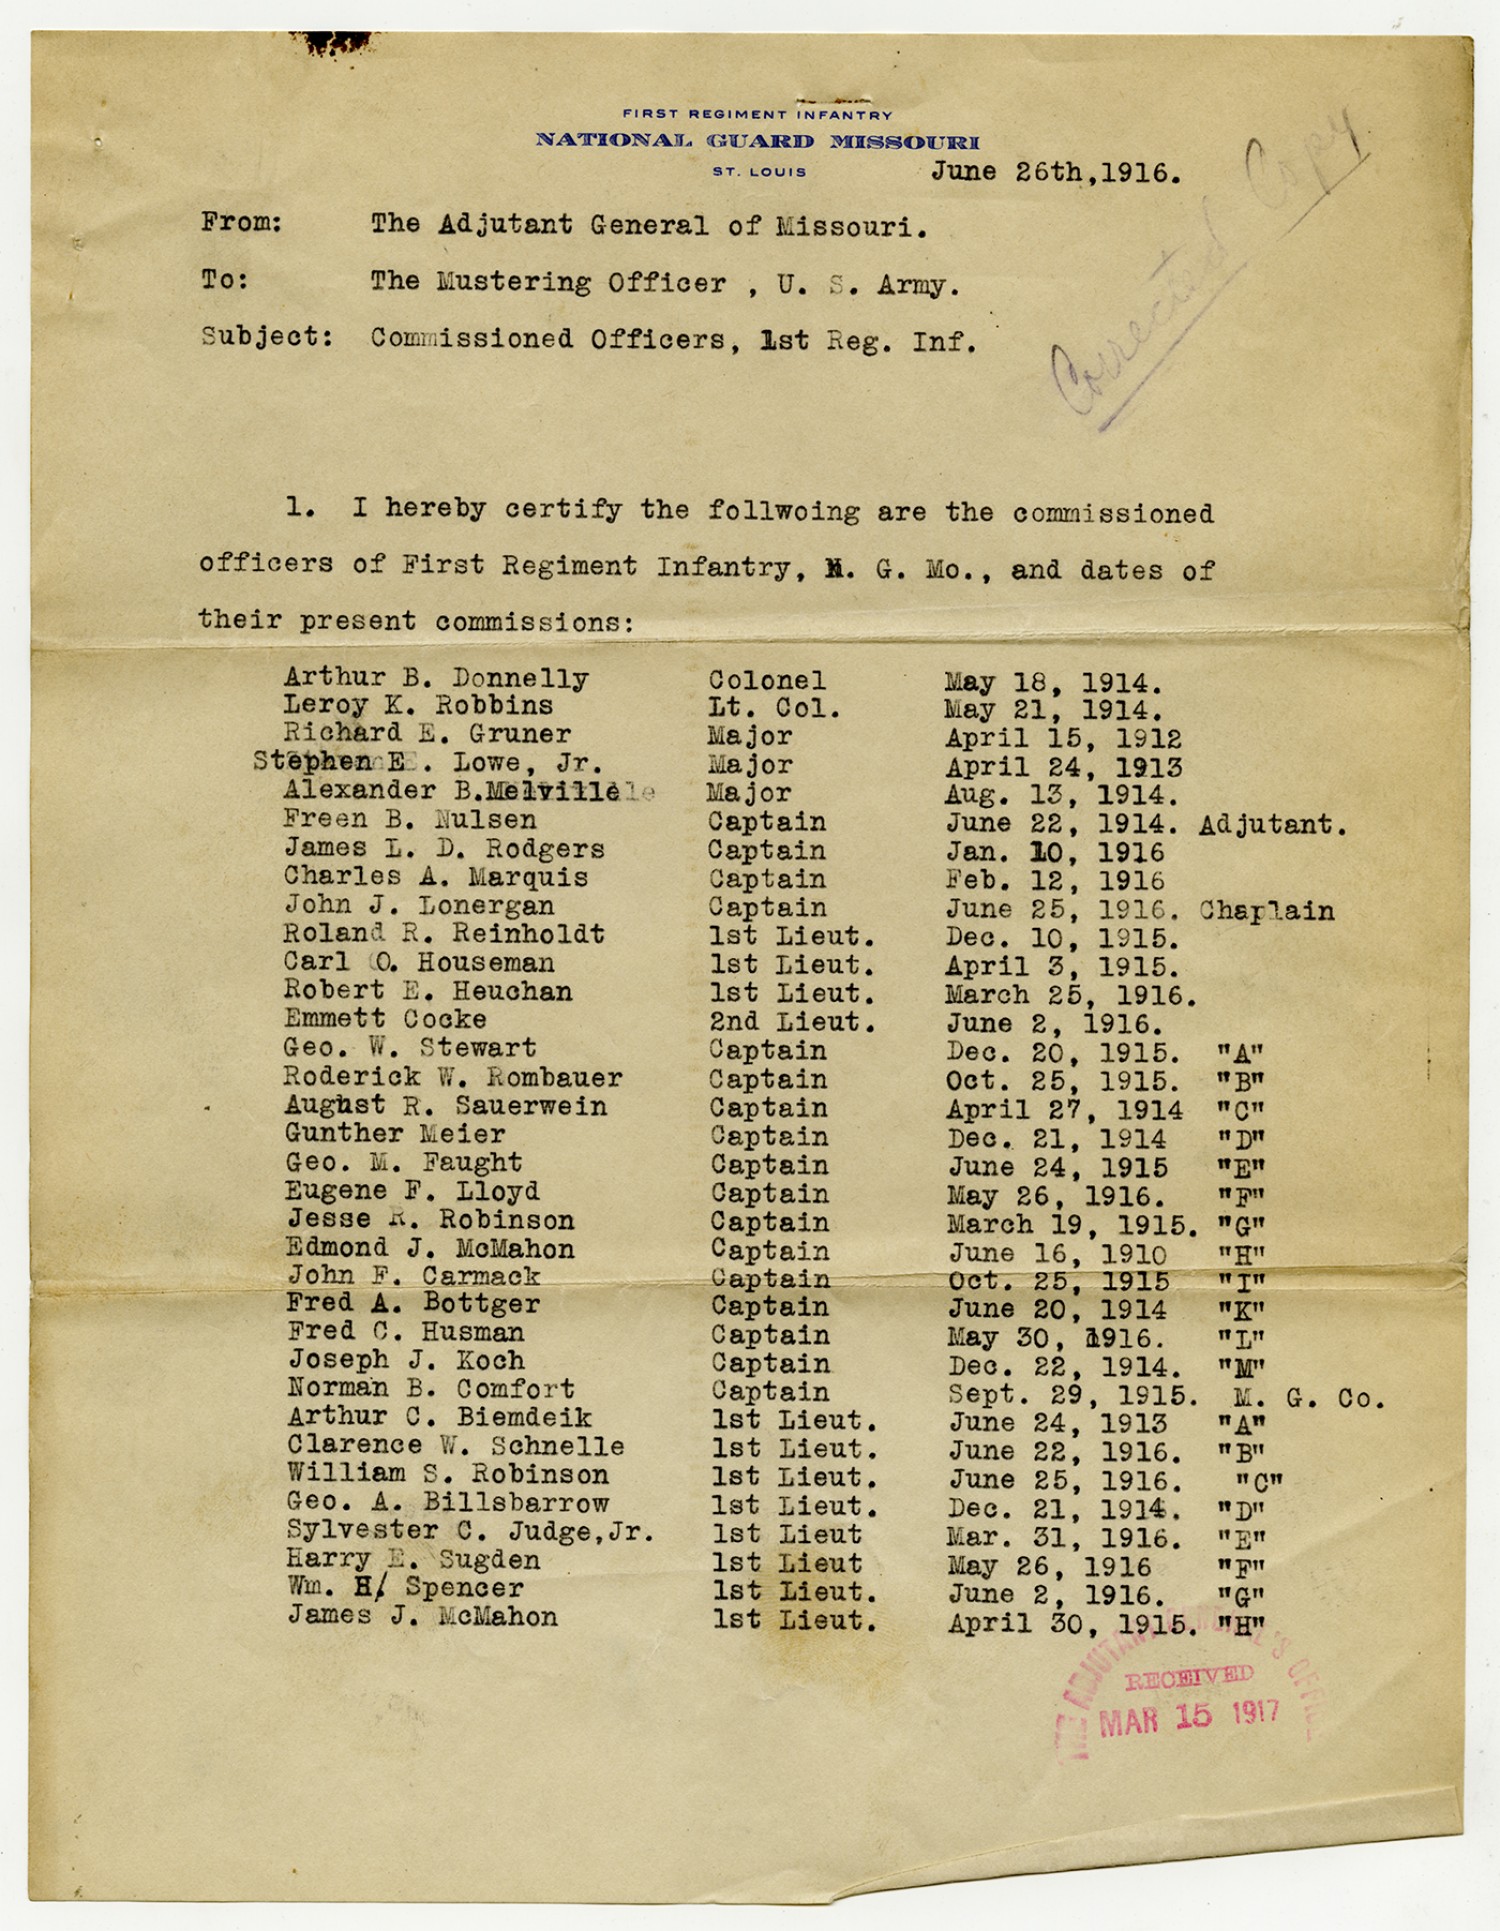 FIRST REGIMENT INFANTRY
NATIONAL GUARD MISSOURI
ST. LOUIS
June 26th,1916.
Corrected Copy
From: The Adjutant General of Missouri.
To: The Mustering Officer , U. S. Army.
Subject: Commissioned Officers, 1st Reg. Inf.
1. I hereby certify the follwoing are the commissioned
officers of First Regiment Infantry, N. G. Mo., and dates of
their present commissions:
Arthur B. Donnelly Colonel May 18, 1914.
Leroy K. Robbins Lt. Col. May 21, 1914.
Richard E. Gruner Major April 15, 1912
Stephen E . Lowe, Jr. Major April 24, 1913
Alexander B.Melville Major Aug. 13, 1914.
Freen B. Nulsen Captain June 22, 1914. Adjutant.
James L. D. Rodgers Captain Jan. 10, 1916
Charles A. Marquis Captain Feb. 12, 1916
John J. Lonergan Captain June 25, 1916. Chaplain
Roland R. Reinholdt 1st Lieut. Dec. 10, 1915.
Carl O. Houseman 1st Lieut. April 3, 1915.
Robert E. Heuchan 1st Lieut. March 25, 1916.
Emmett Cocke 2nd Lieut. June 2, 1916.
Geo. W. Stewart Captain Dec. 20, 1915. "A"
Roderick W. Rombauer Captain Oct. 25, 1915. "B"
August R. Sauerwein Captain April 27, 1914 "C"
Gunther Meier Captain Dec. 21, 1914 "D"
Geo. M. Faught Captain June 24, 1915 "E"
Eugene F. Lloyd Captain May 26, 1916. "F"
Jesse R. Robinson Captain March 19, 1915. "G"
Edmond J. McMahon Captain June 16, 1910 "H"
John F. Carmack Captain Oct. 25, 1915 "I"
Fred A. Bottger Captain June 20, 1914 "K"
Fred C. Husman Captain May 30, 1916. "L"
Joseph J. Koch Captain Dec. 22, 1914. "M"
Norman B. Comfort Captain Sept. 29, 1915. M. G. Co.
Arthur C. Biemdeik 1st Lieut. June 24, 1913 "A"
Clarence W. Schnelle 1st Lieut. June 22, 1916. "B"
William S. Robinson 1st Lieut. June 25, 1916. "C"
Geo. A. Billsbarrow 1st Lieut. Dec. 21, 1914. "D"
Sylvester C. Judge,Jr. 1st Lieut Mar. 31, 1916. "E"
Harry E. Sugden 1st Lieut May 26, 1916 "F"
Wm. H/ Spencer 1st Lieut. June 2, 1916. "G"
James J. McMahon 1st Lieut. April 30, 1915. "H"
THE ADJUTANT GENERAL'S OFFICE
RECEIVED
MAR 15 1917